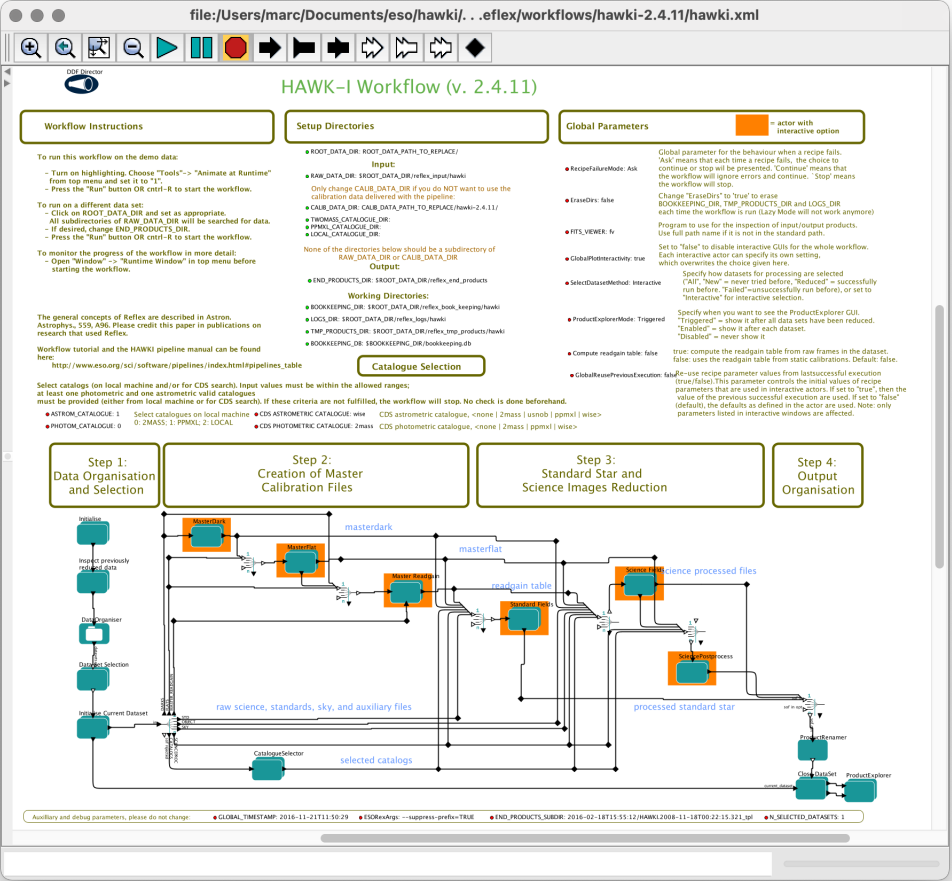 file:/Users/marc/Documents/eso/hawki/. . .eflex/workflows/hawki-2.4.11/hawki.xml
DDF Director
HAWK-I Workflow (v. 2.4.11)
Workflow Instructions
Setup Directories
Global Parameters
= actor with
interactive option
To run this workflow on the demo data:
- Turn on highlighting. Choose "Tools"-> "Animate at Runtime"
from top menu and set it to "1".
- Press the "Run" button OR cntrl-R to start the workflow.
To run on a different data set:
- Click on ROOT_DATA_DIR and set as appropriate.
All subdirectories of RAW_DATA_DIR will be searched for data.
- If desired, change END_PRODUCTS_DIR.
- Press the "Run" button OR cntrl-R to start the workflow.
To monitor the progress of the workflow in more detail:
- Open "Window" -> "Runtime Window" in top menu before
starting the workflow.
The general concepts of Reflex are described in Astron.
Astrophys., 559, A96. Please credit this paper in publications on
research that used Reflex.
Workflow tutorial and the HAWKI pipeline manual can be found
here:
http://www.eso.org/sci/software/pipelines/index.html#pipelines_table
ROOT_DATA_DIR: ROOT_DATA_PATH_TO_REPLACE/
Input:
RAW_DATA_DIR: $ROOT_DATA_DIR/reflex_input/hawki
Only change CALIB_DATA_DIR if you do NOT want to use the
calibration data delivered with the pipeline.
CALIB_DATA_DIR: CALIB_DATA_PATH_TO_REPLACE/hawki-2.4.11/
TWOMASS_CATALOGUE_DIR:
PPMXL_CATALOGUE_DIR:
LOCAL_CATALOGUE_DIR:
None of the directories below should be a subdirectory of
RAW_DATA_DIR or CALIB_DATA_DIR
Output:
END_PRODUCTS_DIR: $ROOT_DATA_DIR/reflex_end_products
Working Directories:
BOOKKEEPING_DIR: $ROOT_DATA_DIR/reflex_book_keeping/hawki
LOGS_DIR: $ROOT_DATA_DIR/reflex_logs/hawki
TMP_PRODUCTS_DIR: $ROOT_DATA_DIR/reflex_tmp_products/hawki
BOOKKEEPING_DB: $BOOKKEEPING_DIR/bookkeeping.db
Catalogue Selection
RecipeFailureMode: Ask
Global parameter for the behaviour when a recipe fails.
'Ask' means that each time a recipe fails, the choice to
continue or stop wil be presented. 'Continue' means that
the workflow will ignore errors and continue. `Stop' means
the workflow will stop.
EraseDirs: false
Change "EraseDirs" to 'true' to erase
BOOKKEEPING_DIR, TMP_PRODUCTS and LOGS_DIR
each time the workflow is run (Lazy Mode will not work anymore)
FITS_VIEWER: fv
Program to use for the inspection of input/output products.
Use full path name if it is not in the standard path.
GlobalPlotInteractivity: true
Set to "false" to disable interactive GUIs for the whole workflow.
Each interactive actor can specify its own setting,
which overwrites the choice given here.
SelectDatasetMethod: Interactive
Specify how datasets for processing are selected
("All", "New" = never tried before, "Reduced" = successfully
run before. "Failed"=unsuccessfully run before), or set to
"Interactive" for interactive selection.
ProductExplorerMode: Triggered
Specify when you want to see the ProductExplorer GUI.
"Triggered" = show after all data sets have been reduced.
"Enabled" = show it after each dataset.
"Disabled" = never show it
Compute readgain table: false
true: compute the readgain table from raw frames in the dataset.
false: uses the readgain table from static calibrations. Default: false.
GlobalReusePreviousExecution: false
Re-use recipe parameter values from lastsuccessful execution
(true/false).This parameter controls the initial values of recipe
parameters that are used in interactive actors. If set to "true", then the
value of the previous successful execution are used. If set to "false"
(default), the defaults as defined in the actor are used. Note: only
parameters listed in interactive windows are affected.
Select catalogs (on local machine and/or for CDS search). Input values must be within the allowed ranges;
at least one photometric and one astrometric valid catalogues
must be provided (either from local machine or for CDS search). If these criteria are not fulfilled, the workflow will stop. No check is done beforehand.
ASTROM_CATALOGUE: 1
PHOTOM_CATALOGUE: 0
Select catalogues on local machine
0: 2MASS; 1: PPMXL; 2: LOCAL
CDS ASTROMETRIC CATALOGUE: wise
CDS PHOTOMETRIC CATALOGUE: 2mass
CDS astrometric catalogue, <none | 2mass | usnob | ppmxl | wise>
CDS photometric catalogue, <none | 2mass | ppmxl | wise>
Step 1:
Data Organisation
and Selection
Step 2:
Creation of Master
Calibration Files
Step 3:
Standard Star and
Science Images Reduction
Step 4:
Output
Organisation
Initialise
Inspect previously
reduced data
DataOrganiser
Dataset Selection
Initialise Current Dataset
MasterDark
masterdark
MasterFlat
masterflat
Master Readgain
readgain table
Standard Fields
Science Fields
science processed files
SciencePostprocess
raw science, standards, sky, and auxiliary files
processed standard star
CatalogueSelector
selected catalogs
ProductRenamer
Close DataSet
ProductExplorer
current_dataset
Auxilliary and debug parameters, please do not change:
GLOBAL_TIMESTAMP: 2016-11-21T11:50:29
ESORexArgs: --suppress-prefix=TRUE
END_PRODUCTS_SUBDIR: 2016-02-18T15:55:12/HAWKI.2008-11-18T00:22:15.321_tpl
N_SELECTED_DATASETS: 1